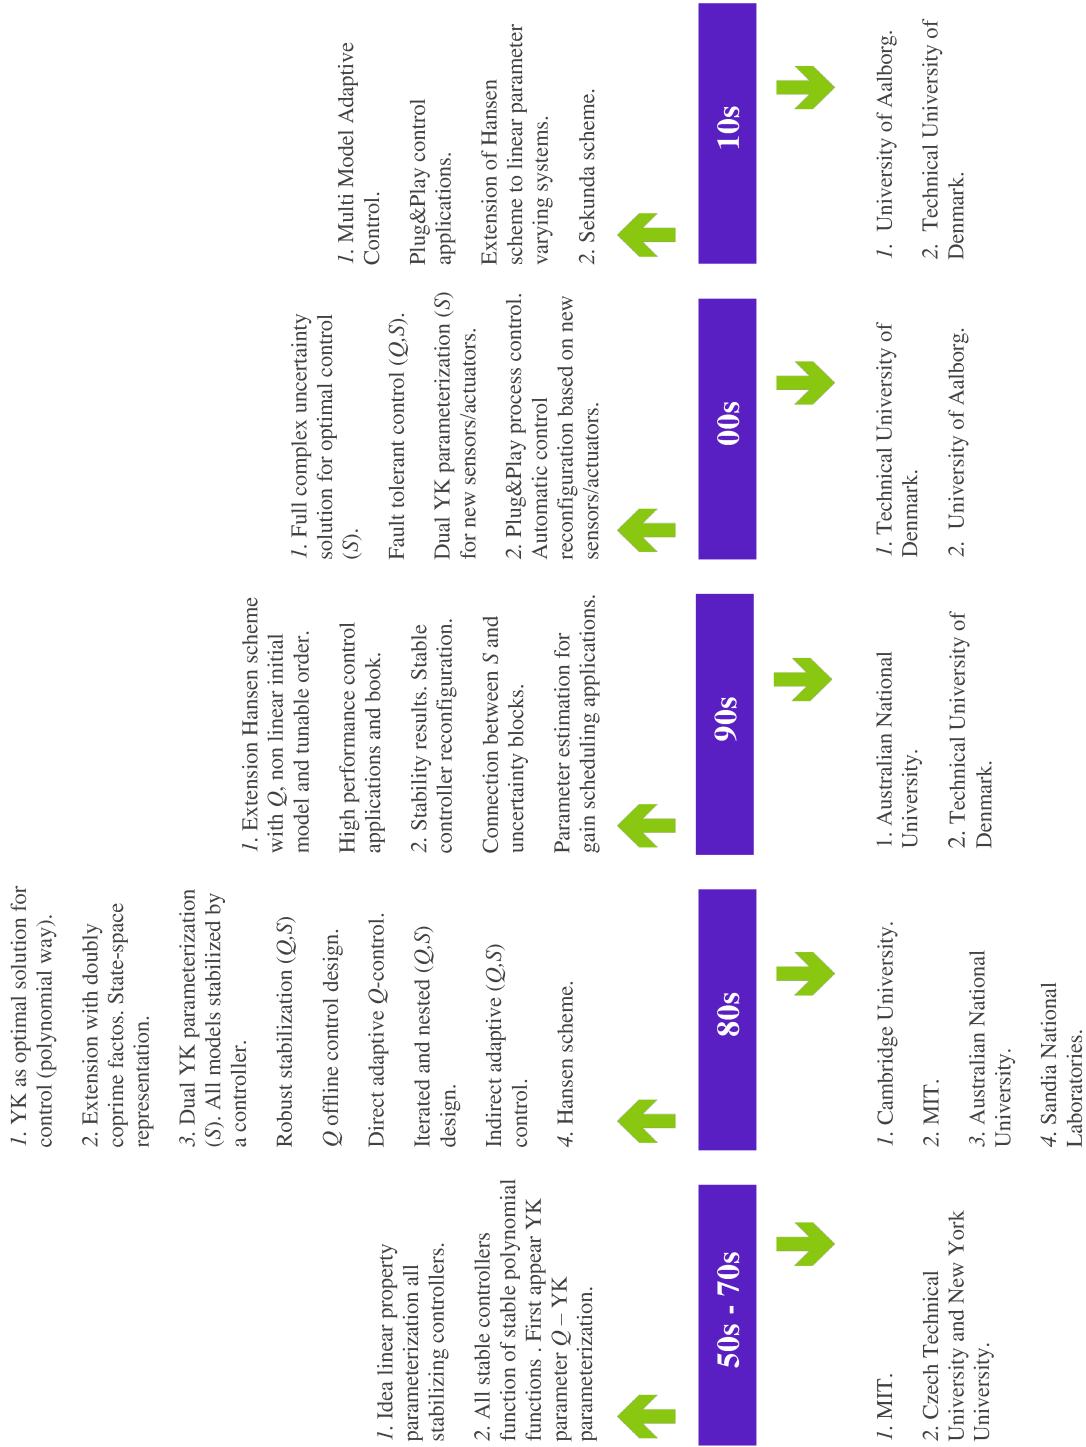 1. Idea linear property
parameterization all
stabilizing controllers.
2. All stable controllers
function of stable polynomial
functions . First appear YK
parameter Q – YK
parameterization.
50s - 70s
1. MIT.
2. Czech Technical
University and New York
University.
1. YK as optimal solution for
control (polynomial way).
2. Extension with doubly
coprime factos. State-space
representation.
3. Dual YK parameterization
(S). All models stabilized by
a controller.
Robust stabilization (Q,S)
Q offline control design.
Direct adaptive Q-control.
Iterated and nested (Q,S)
design.
Indirect adaptive (Q,S)
control.
4. Hansen scheme.
80s
1. Cambridge University.
2. MIT.
3. Australian National
University.
4. Sandia National
Laboratories.
1. Extension Hansen scheme
with Q, non linear initial
model and tunable order.
High performance control
applications and book.
2. Stability results. Stable
controller reconfiguration.
Connection between S and
uncertainty blocks.
Parameter estimation for
gain scheduling applications.
90s
1. Australian National
University.
2. Technical University of
Denmark.
1. Full complex uncertainty
solution for optimal control
(S).
Fault tolerant control (Q,S).
Dual YK parameterization (S)
for new sensors/actuators.
2. Plug&Play process control.
Automatic control
reconfiguration based on new
sensors/actuators.
00s
1. Technical University of
Denmark.
2. University of Aalborg.
1. Multi Model Adaptive
Control.
Plug&Play control
applications.
Extension of Hansen
scheme to linear parameter
varying systems.
2. Sekunda scheme.
10s
1. University of Aalborg.
2. Technical University of
Denmark.